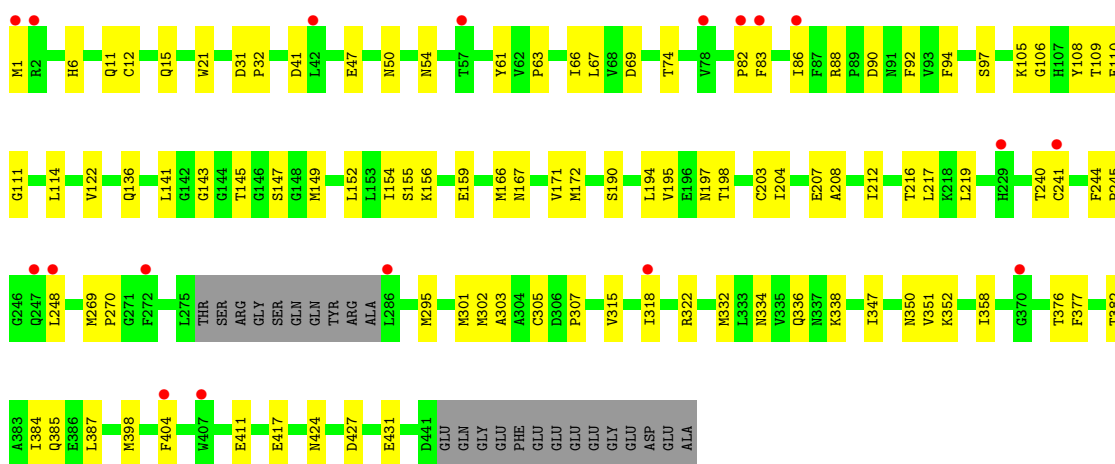 M1 R2 H6 Q11 C12 Q15 W21 D31 P32 D41 L42 E47 N50 N54 T57 Y61 V62 P63 I66 L67 V68 D69 T74 V78 P82 F83 I86 F87 R88 P89 D90 N91 F92 V93 F94 S97 K105 G106 H107 Y108 T109
G111 L114 V122 Q136 L141 G142 G143 G144 T145 G146 S147 G148 M149 L152 L153 I154 S155 K156 E159 M166 N167 V171 M172 S190 L194 V195 E196 N197 T198 C203 I204 E207 A208 I212 T216 L217 K218 L219 H229 T240 C241 F244
G246 Q247 L248 M269 P270 G271 F272 L275 THR SER ARG GLY SER GLN GLN TYR ARG ALA L286 M295 M301 M302 A303 A304 C305 D306 P307 V315 I318 R322 M332 L333 N334 V335 Q336 N337 K338 I347 N350 V351 K352 I358 G370 T376 F377
A383 I384 Q385 E386 L387 M398 F404 W407 E411 E417 N424 D427 E431 D441 GLU GLN GLY GLU PHE GLU GLU GLU GLU GLY GLU ASP GLU ALA